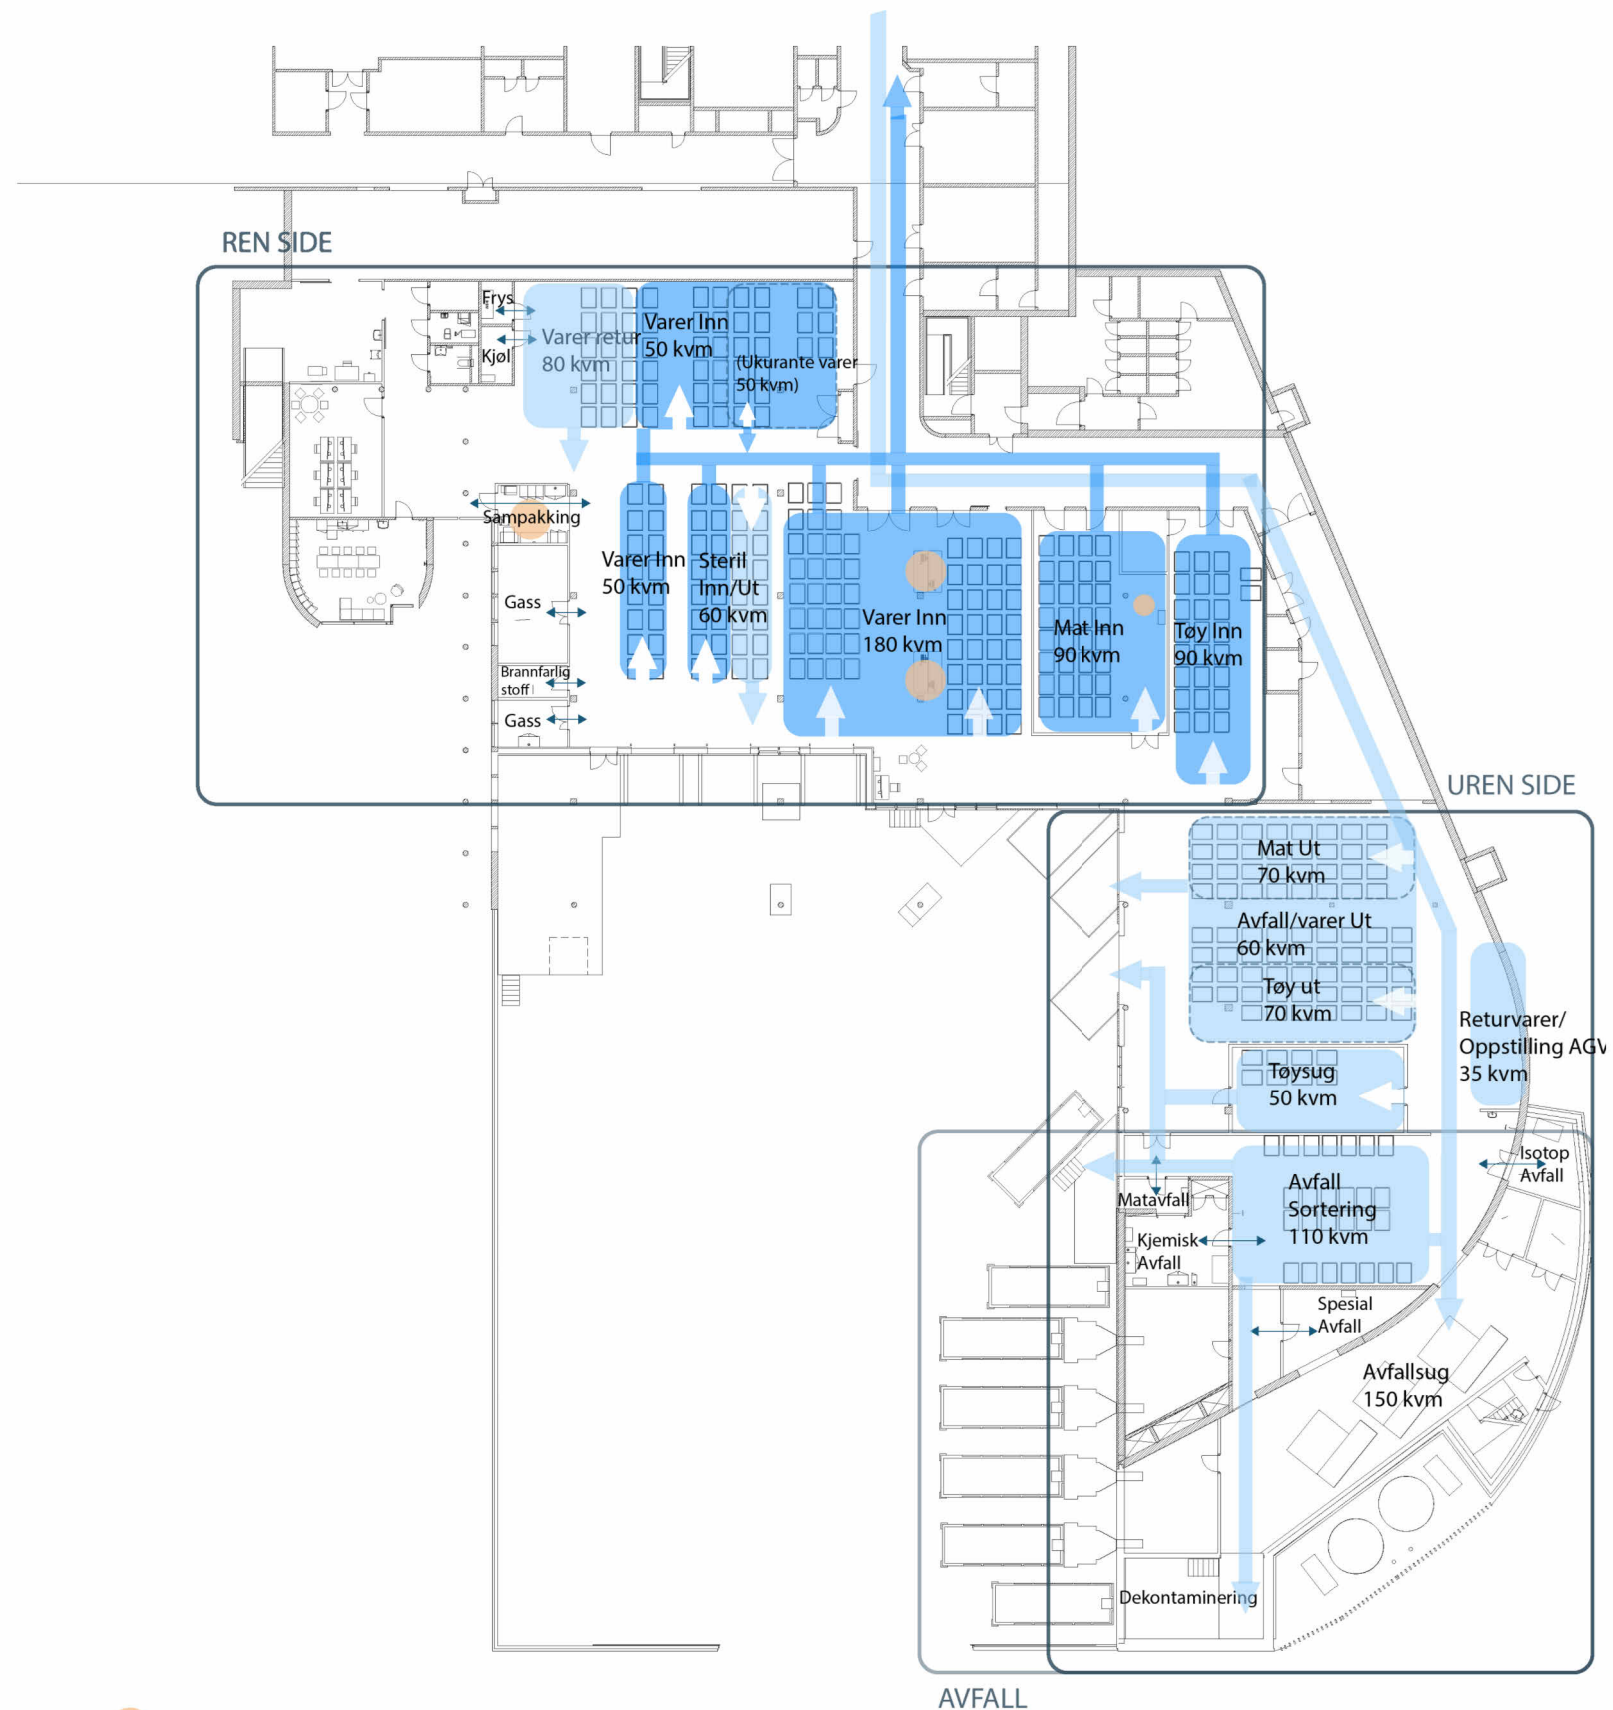 REN SIDE
Frys
Kjøl
Varer retur
80 kvm
Varer Inn
50 kvm
(Ukurante varer
50 kvm)
Sampakking
Gass
Brannfarlig
stoff
Gass
Varer Inn
50 kvm
Steril
Inn/Ut
60 kvm
Varer Inn
180 kvm
Mat Inn
90 kvm
Tøy Inn
90 kvm
UREN SIDE
Mat Ut
70 kvm
Avfall/varer Ut
60 kvm
Tøy ut
70 kvm
Returvarer/
Oppstilling AGV
35 kvm
Tøysug
50 kvm
Isotop
Avfall
Avfall
Sortering
110 kvm
Matavfall
Kjemisk
Avfall
Spesial
Avfall
Avfallsug
150 kvm
Dekontaminering
AVFALL